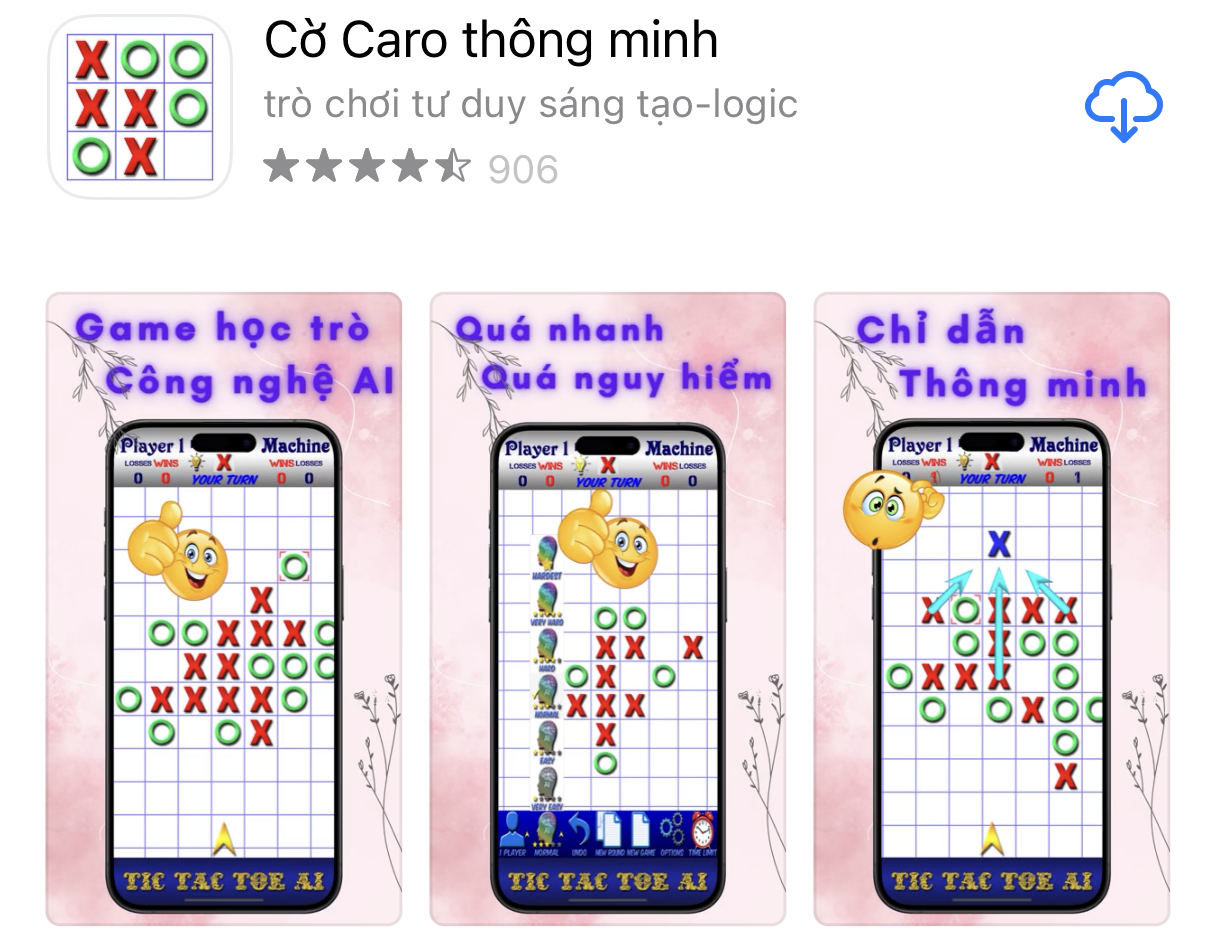 X O O
X X O
O X
Cờ Caro thông minh
trò chơi tư duy sáng tạo-logic
906
Game học trò
Công nghệ AI
Player 1
Machine
LOSSES WINS
X
WINS LOSSES
0 0
YOUR TURN
0 0
O
X
O O X X X O
X X O O O
O X X X X O
O O X
TIC TAC TOE AI
Quá nhanh
Quá nguy hiểm
Player 1
Machine
LOSSES WINS
X
WINS LOSSES
0 0
YOUR TURN
0 0
HARDEST
VERY HARD
HARD
NORMAL
EASY
VERY EASY
O O
X X X
O X O
X X X
X
O
1 PLAYER
NORMAL
UNDO
NEW ROUND
NEW GAME
OPTIONS
TIME LIMIT
TIC TAC TOE AI
Chỉ dẫn
Thông minh
Player 1
Machine
LOSSES WINS
X
WINS LOSSES
1
YOUR TURN
0 1
X
X O X X X
O X O O
O X X X O
O O X O O
O
X
TIC TAC TOE AI